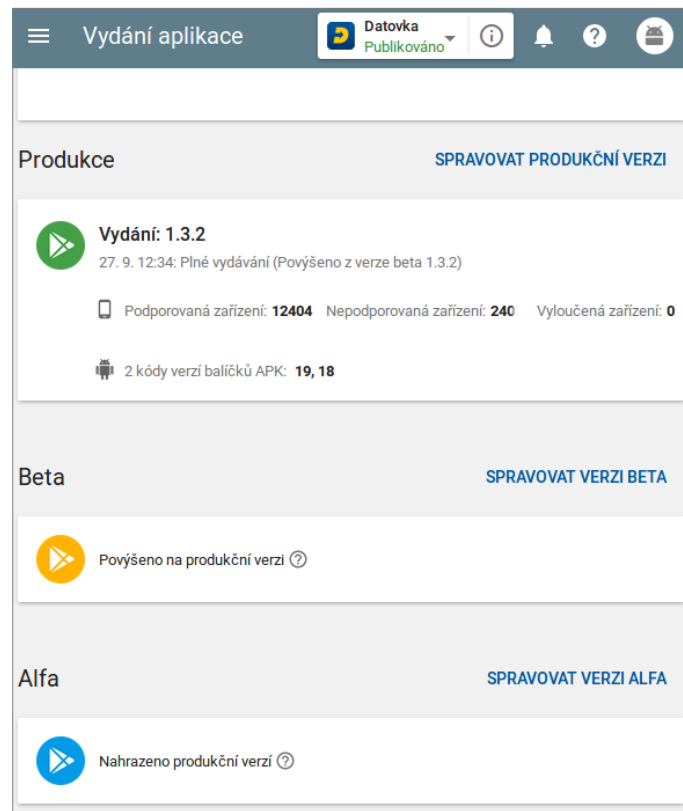 Vydání aplikace
Datovka
Publikováno
Produkce
SPRAVOVAT PRODUKČNÍ VERZI
Vydání: 1.3.2
27. 9. 12:34: Plné vydávání (Povýšeno z verze beta 1.3.2)
Podporovaná zařízení: 12404 Nepodporovaná zařízení: 240 Vyloučená zařízení: 0
2 kódy verzí balíčků APK: 19, 18
Beta
SPRAVOVAT VERZI BETA
Povýšeno na produkční verzi
Alfa
SPRAVOVAT VERZI ALFA
Nahrazeno produkční verzí